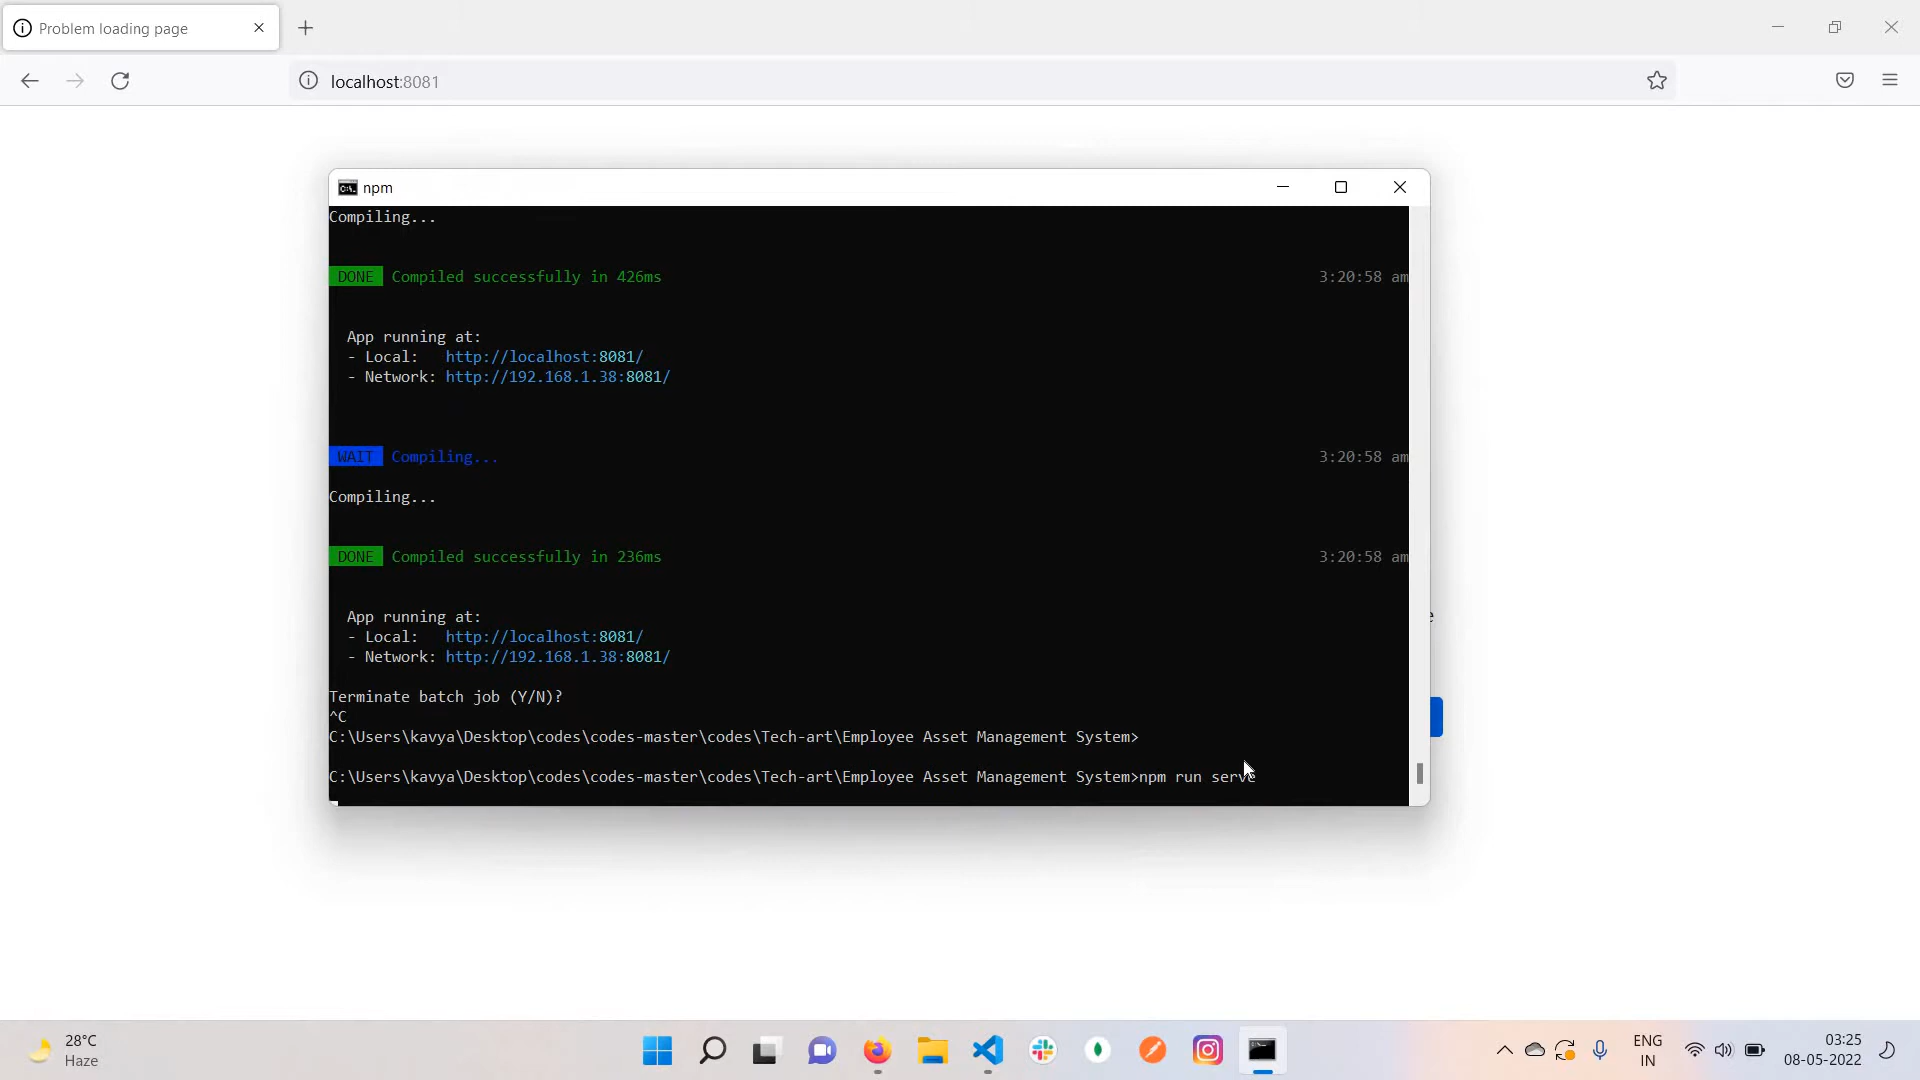 Problem loading page
localhost:8081
npm
Compiling...
DONE Compiled successfully in 426ms 3:20:58 am
App running at:
- Local: http://localhost:8081/
- Network: http://192.168.1.38:8081/
WAIT Compiling... 3:20:58 am
Compiling...
DONE Compiled successfully in 236ms 3:20:58 am
App running at:
- Local: http://localhost:8081/
- Network: http://192.168.1.38:8081/
Terminate batch job (Y/N)?
^C
C:\Users\kavya\Desktop\codes\codes-master\codes\Tech-art\Employee Asset Management System>
C:\Users\kavya\Desktop\codes\codes-master\codes\Tech-art\Employee Asset Management System>npm run serve
28°C
Haze
ENG
IN
03:25
08-05-2022